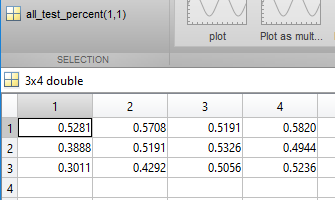 all_test_percent(1,1)
plot
Plot as mult...
SELECTION
3x4 double
1 2 3 4
1 0.5281 0.5708 0.5191 0.5820
2 0.3888 0.5191 0.5326 0.4944
3 0.3011 0.4292 0.5056 0.5236
4